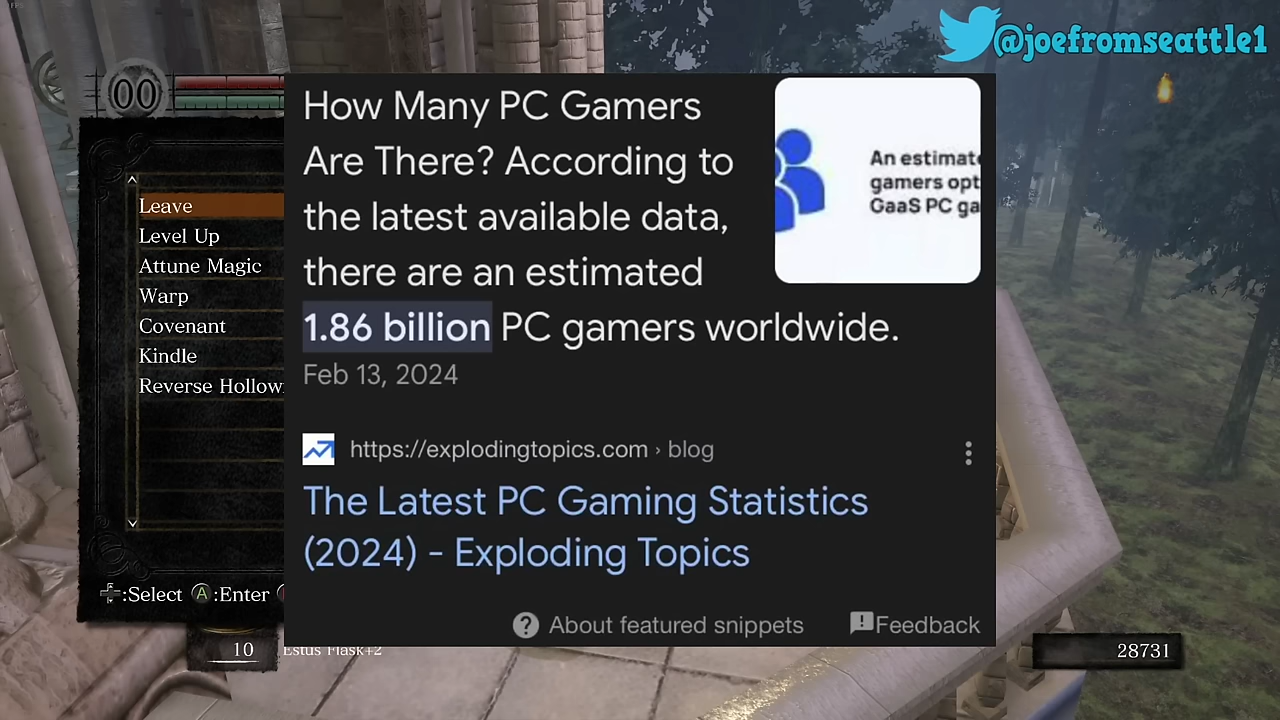 @joefromseattle1
00
How Many PC Gamers
Are There? According to
the latest available data,
there are an estimated
1.86 billion PC gamers worldwide.
Feb 13, 2024
An estimate
gamers opt
GaaS PC ga
https://explodingtopics.com › blog
The Latest PC Gaming Statistics
(2024) - Exploding Topics
About featured snippets
Feedback
Leave
Level Up
Attune Magic
Warp
Covenant
Kindle
Reverse Hollow
:Select A:Enter
10
Estus Flask+2
28731